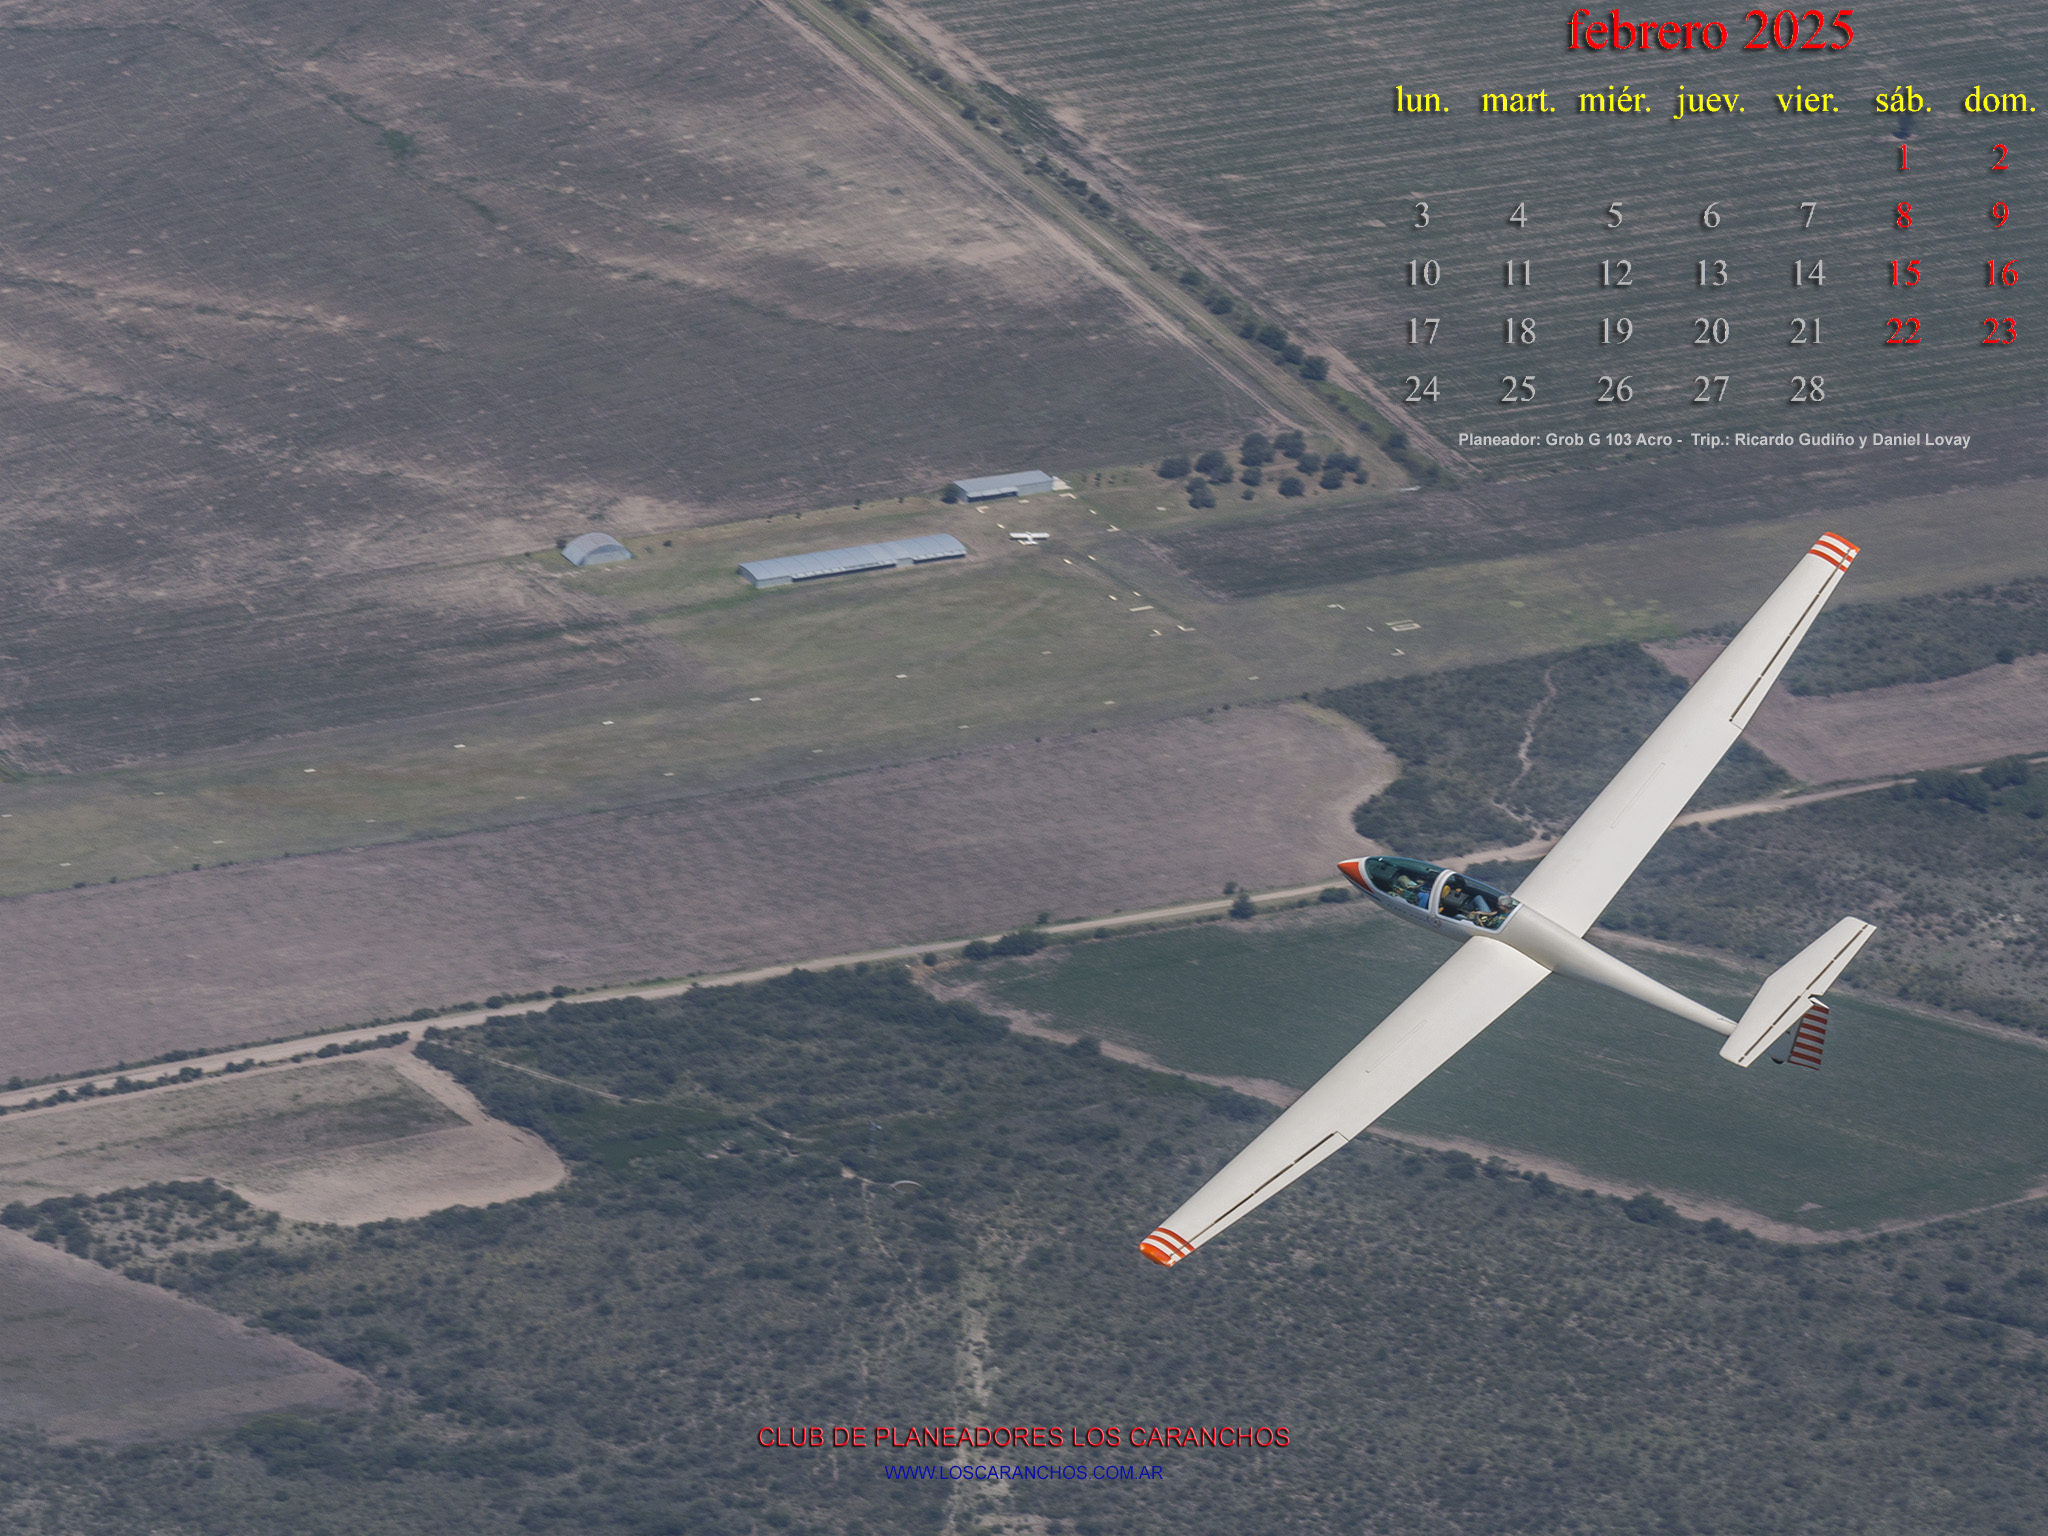 febrero 2025
lun. mart. miér. juev. vier. sáb. dom.
1 2
3 4 5 6 7 8 9
10 11 12 13 14 15 16
17 18 19 20 21 22 23
24 25 26 27 28
Planeador: Grob G 103 Acro - Trip.: Ricardo Gudiño y Daniel Lovay
CLUB DE PLANEADORES LOS CARANCHOS
WWW.LOSCARANCHOS.COM.AR